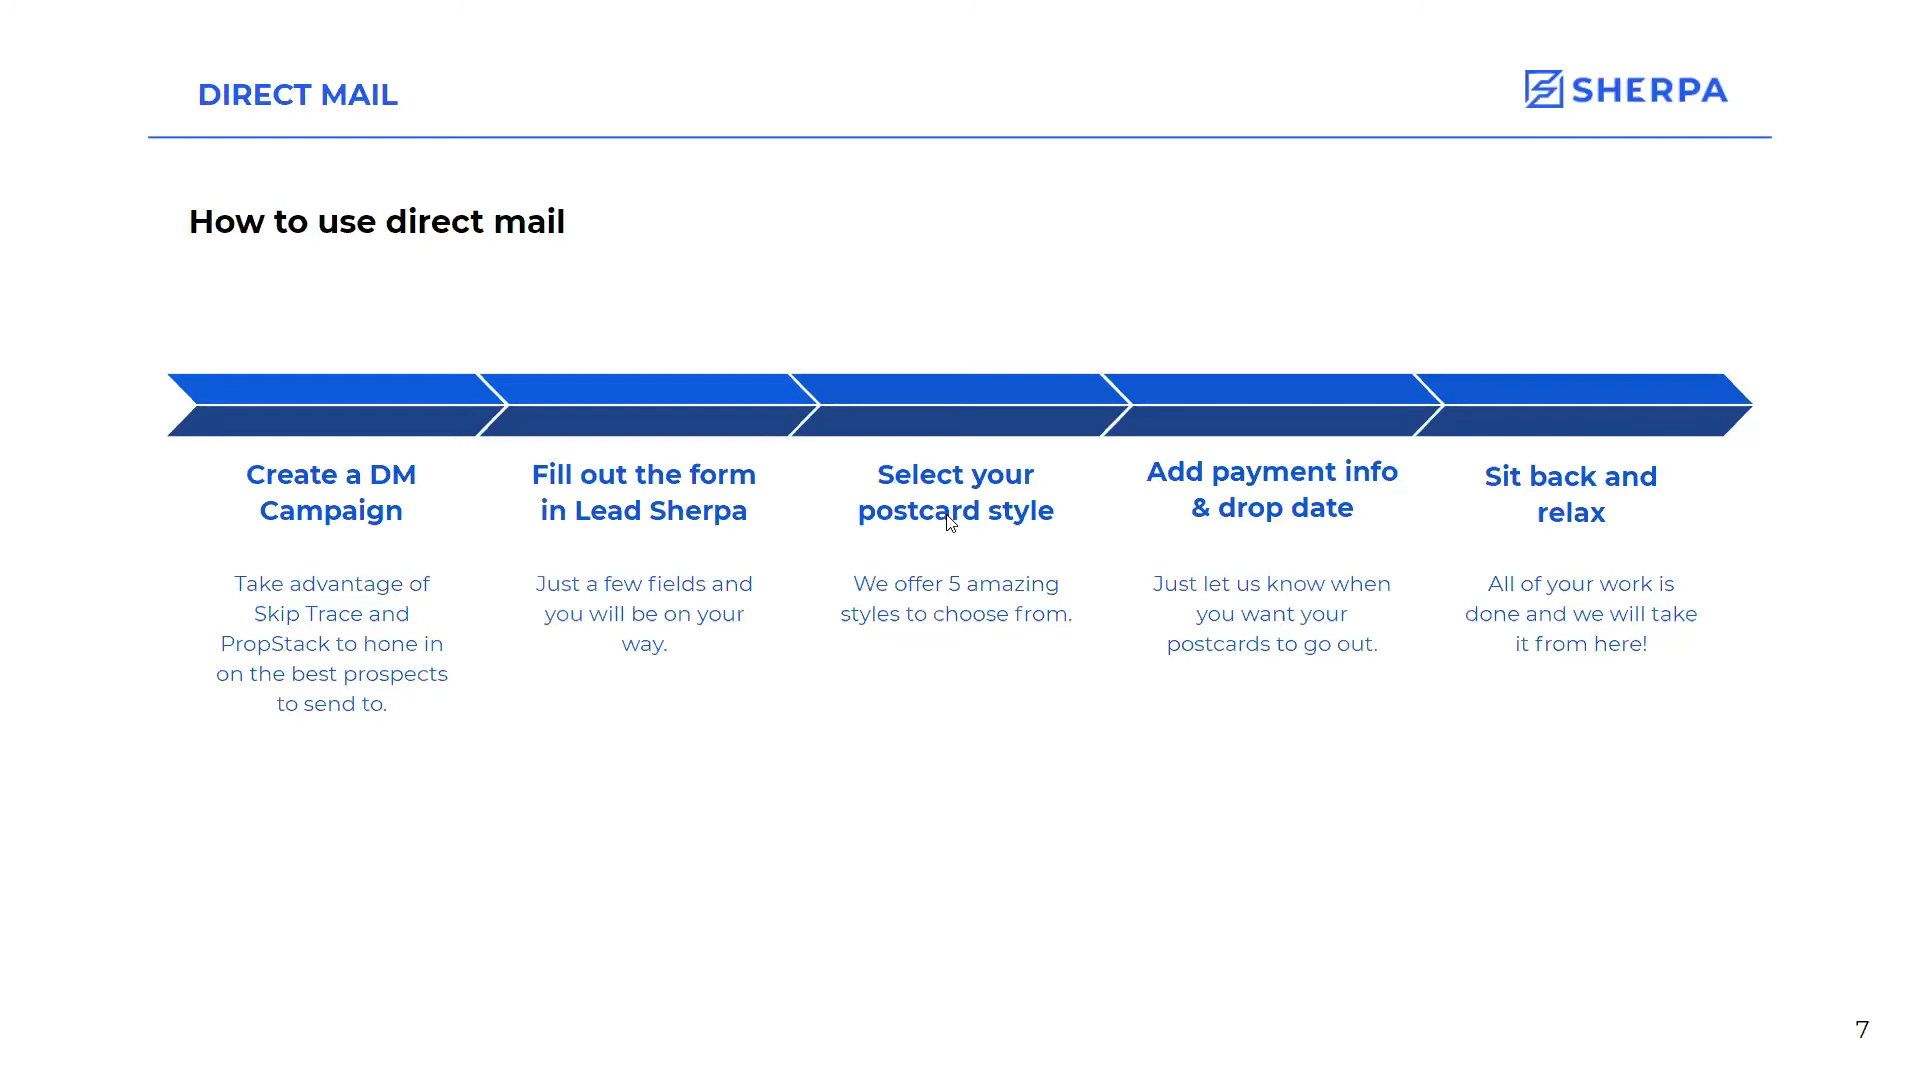 DIRECT MAIL
SHERPA
How to use direct mail
Create a DM
Campaign
Take advantage of
Skip Trace and
PropStack to hone in
on the best prospects
to send to.
Fill out the form
in Lead Sherpa
Just a few fields and
you will be on your
way.
Select your
postcard style
We offer 5 amazing
styles to choose from.
Add payment info
& drop date
Just let us know when
you want your
postcards to go out.
Sit back and
relax
All of your work is
done and we will take
it from here!
7